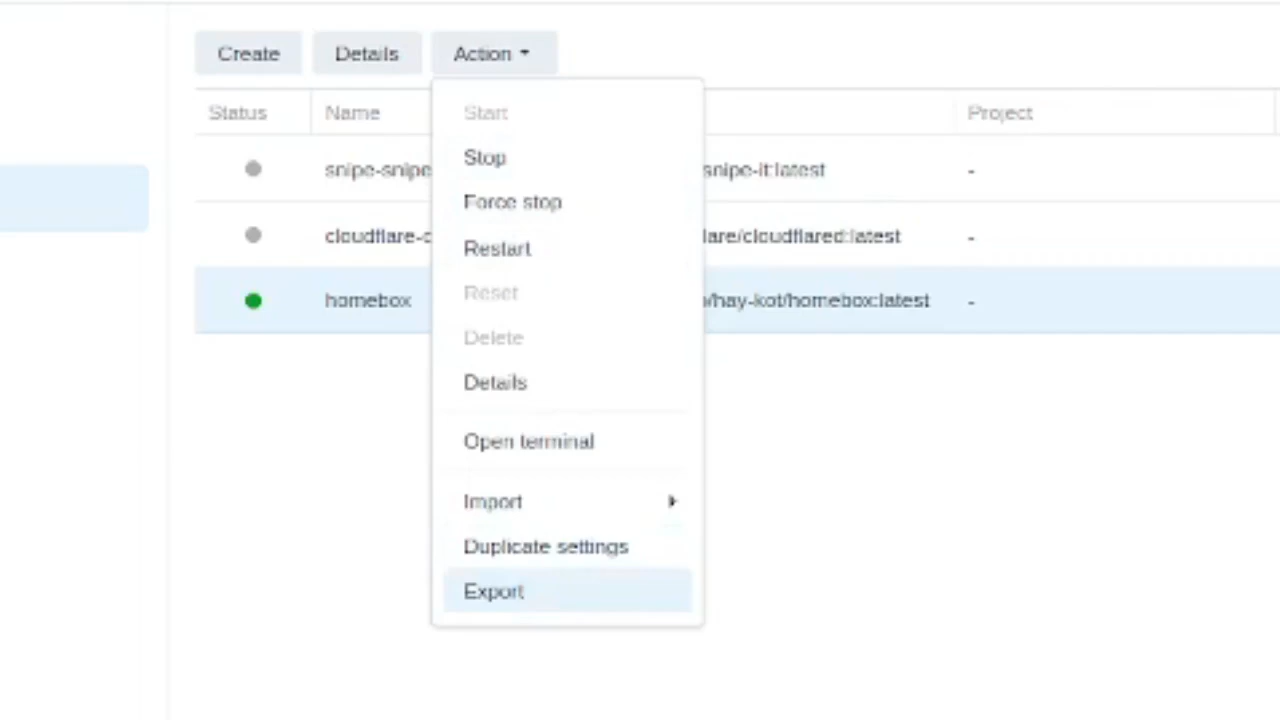 Create Details Action
Status Name Project
Start
Stop
snipe-snipe snipe-it:latest -
Force stop
cloudflare-c lare/cloudflared:latest -
Restart
Reset
homebox /hay-kot/homebox:latest -
Delete
Details
Open terminal
Import
Duplicate settings
Export